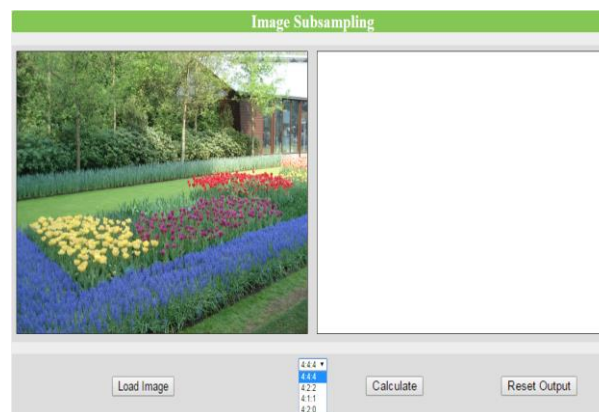 Image Subsampling
Load Image
4:4:4
4:4:4
4:2:2
4:1:1
4:2:0
Calculate
Reset Output